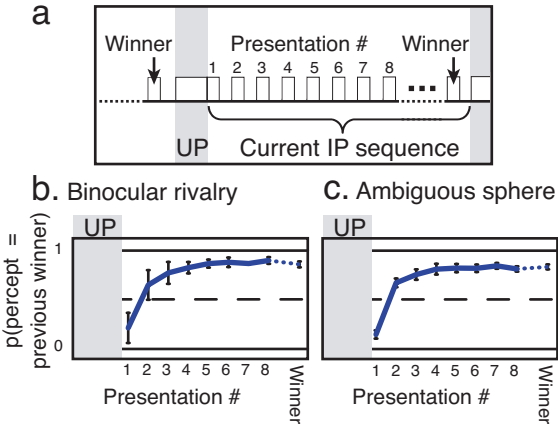 a
Winner Presentation # Winner
1 2 3 4 5 6 7 8
UP Current IP sequence
b. Binocular rivalry
c. Ambiguous sphere
p(percept =
previous winner)
UP
1
0
1 2 3 4 5 6 7 8 Winner
Presentation #
UP
1 2 3 4 5 6 7 8 Winner
Presentation #